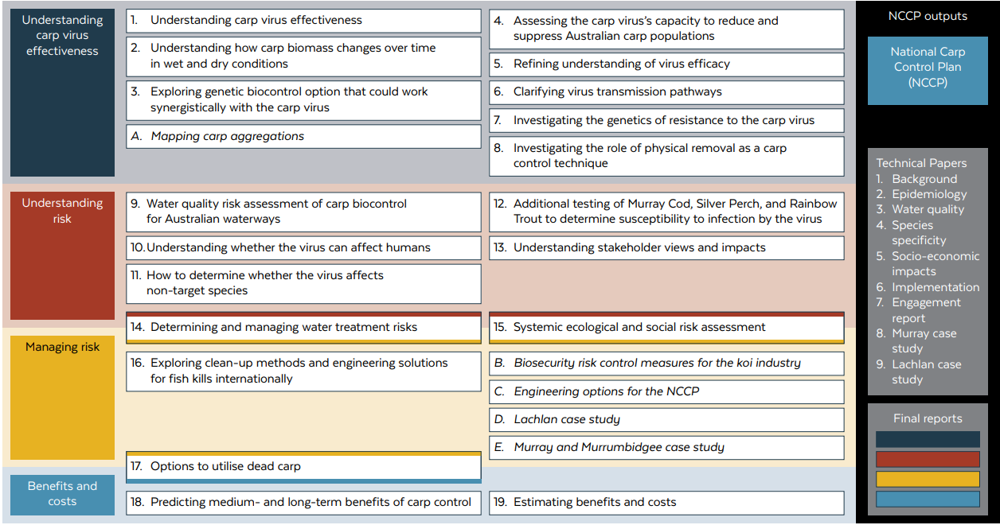 Understanding
carp virus
effectiveness
1. Understanding carp virus effectiveness
2. Understanding how carp biomass changes over time
in wet and dry conditions
3. Exploring genetic biocontrol option that could work
synergistically with the carp virus
A. Mapping carp aggregations
4. Assessing the carp virus's capacity to reduce and
suppress Australian carp populations
5. Refining understanding of virus efficacy
6. Clarifying virus transmission pathways
7. Investigating the genetics of resistance to the carp virus
8. Investigating the role of physical removal as a carp
control technique
Understanding
risk
9. Water quality risk assessment of carp biocontrol
for Australian waterways
10. Understanding whether the virus can affect humans
11. How to determine whether the virus affects
non-target species
12. Additional testing of Murray Cod, Silver Perch, and Rainbow
Trout to determine susceptibility to infection by the virus
13. Understanding stakeholder views and impacts
14. Determining and managing water treatment risks
15. Systemic ecological and social risk assessment
Managing risk
16. Exploring clean-up methods and engineering solutions
for fish kills internationally
B. Biosecurity risk control measures for the koi industry
C. Engineering options for the NCCP
D. Lachlan case study
E. Murray and Murrumbidgee case study
17. Options to utilise dead carp
Benefits and
costs
18. Predicting medium- and long-term benefits of carp control
19. Estimating benefits and costs
NCCP outputs
National Carp
Control Plan
(NCCP)
Technical Papers
1. Background
2. Epidemiology
3. Water quality
4. Species
specificity
5. Socio-economic
impacts
6. Implementation
7. Engagement
report
8. Murray case
study
9. Lachlan case
study
Final reports